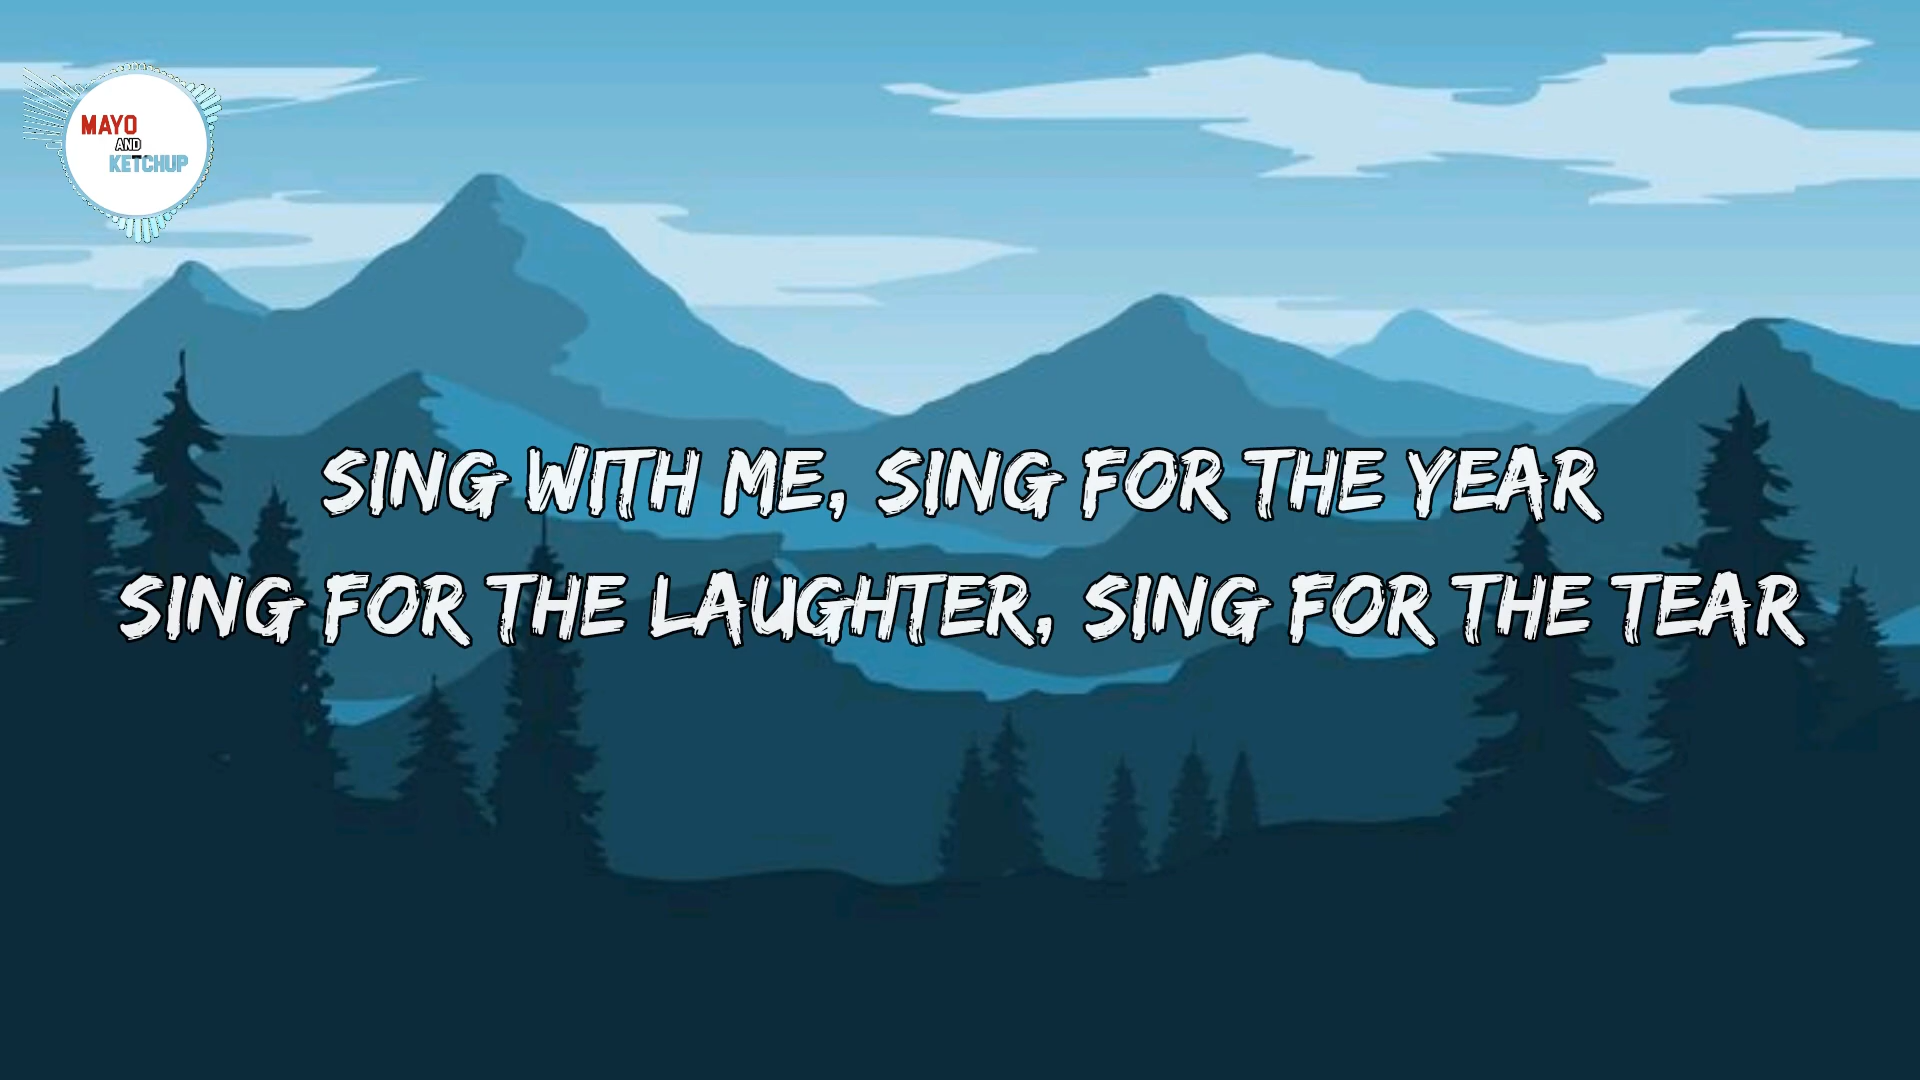 MAYO
AND
KETCHUP
SING WITH ME, SING FOR THE YEAR
SING FOR THE LAUGHTER, SING FOR THE TEAR